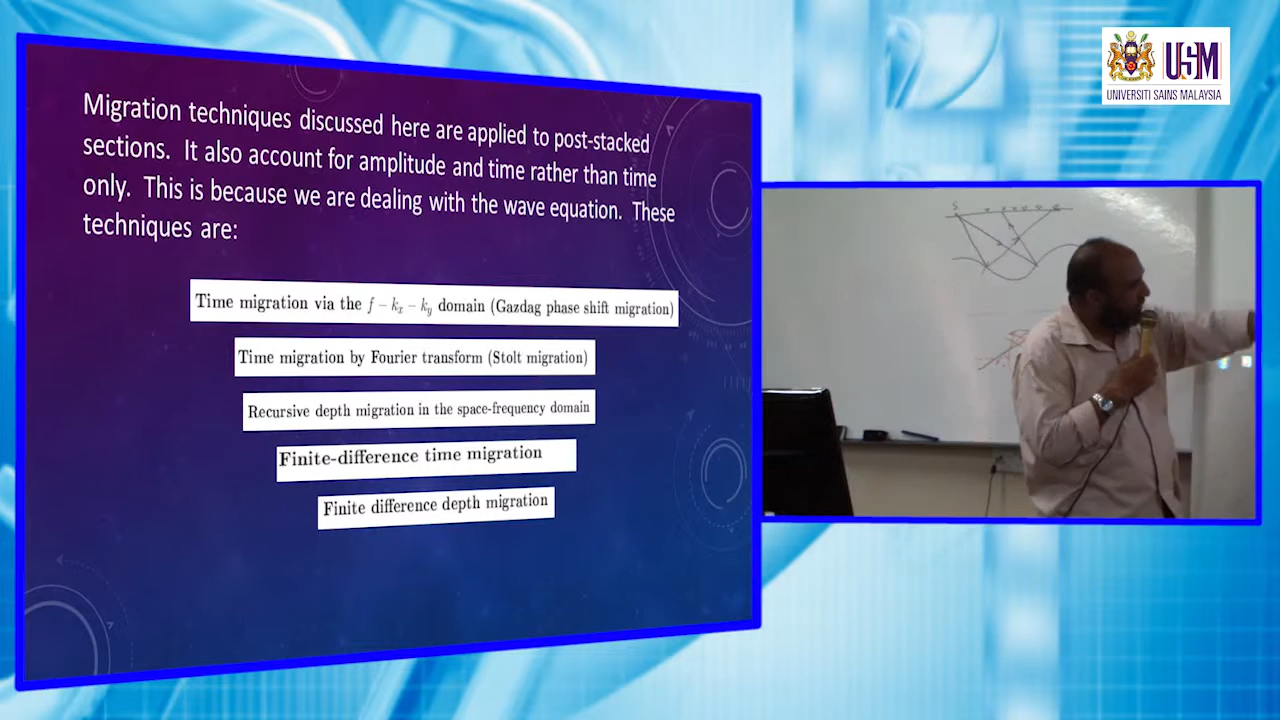 Migration techniques discussed here are applied to post-stacked
sections. It also account for amplitude and time rather than time
only. This is because we are dealing with the wave equation. These
techniques are:
Time migration via the f − kx − ky domain (Gazdag phase shift migration)
Time migration by Fourier transform (Stolt migration)
Recursive depth migration in the space-frequency domain
Finite-difference time migration
Finite difference depth migration
USM
UNIVERSITI SAINS MALAYSIA
S